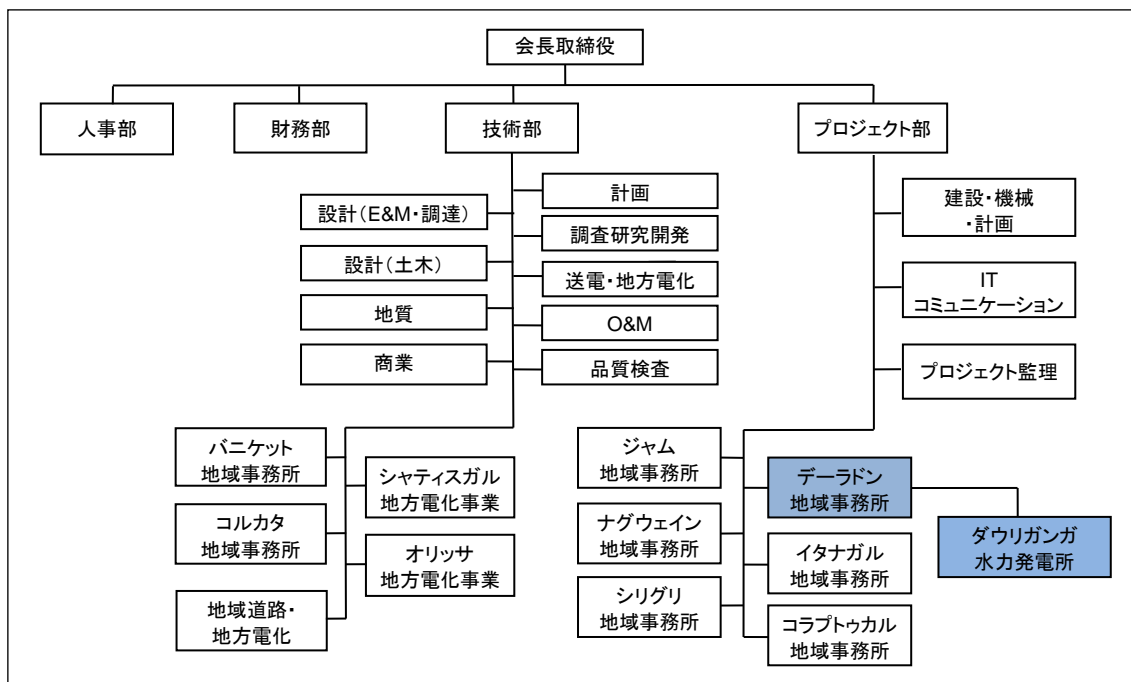 会長取締役
人事部
財務部
技術部
プロジェクト部
計画
設計(E&M・調達)
調査研究開発
設計(土木)
送電・地方電化
地質
O&M
商業
品質検査
建設・機械
・計画
IT
コミュニケーション
プロジェクト監理
バニケット
地域事務所
シャティスガル
地方電化事業
コルカタ
地域事務所
オリッサ
地方電化事業
地域道路・
地方電化
ジャム
地域事務所
デーラドン
地域事務所
ダウリガンガ
水力発電所
ナグウェイン
地域事務所
イタナガル
地域事務所
シリグリ
地域事務所
コラプトゥカル
地域事務所